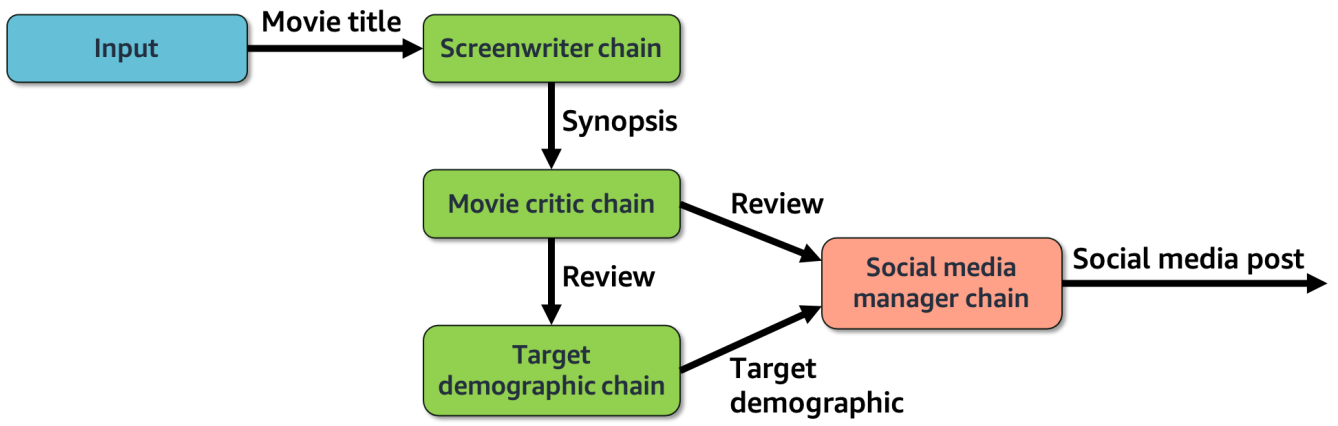 Input
Movie title
Screenwriter chain
Synopsis
Movie critic chain
Review
Review
Target
demographic chain
Target
demographic
Social media
manager chain
Social media post